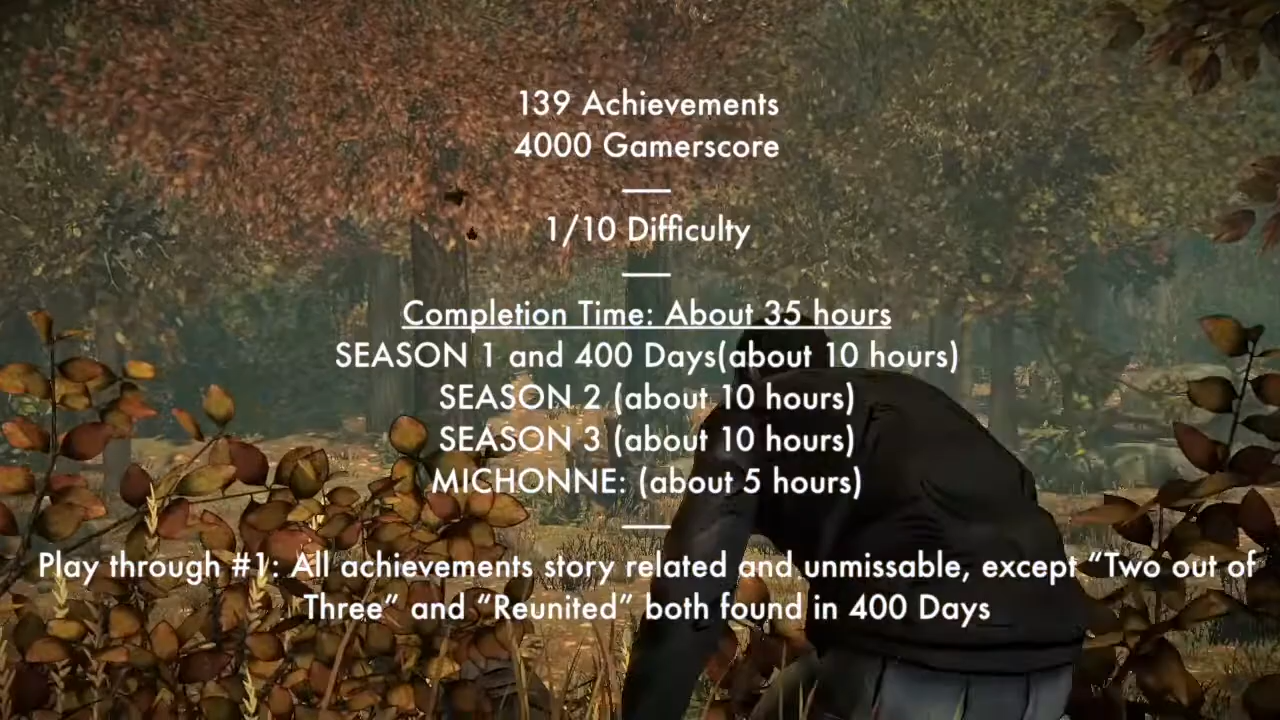 139 Achievements
4000 Gamerscore
1/10 Difficulty
Completion Time: About 35 hours
SEASON 1 and 400 Days(about 10 hours)
SEASON 2 (about 10 hours)
SEASON 3 (about 10 hours)
MICHONNE: (about 5 hours)
Play through #1: All achievements story related and unmissable, except “Two out of
Three” and “Reunited” both found in 400 Days